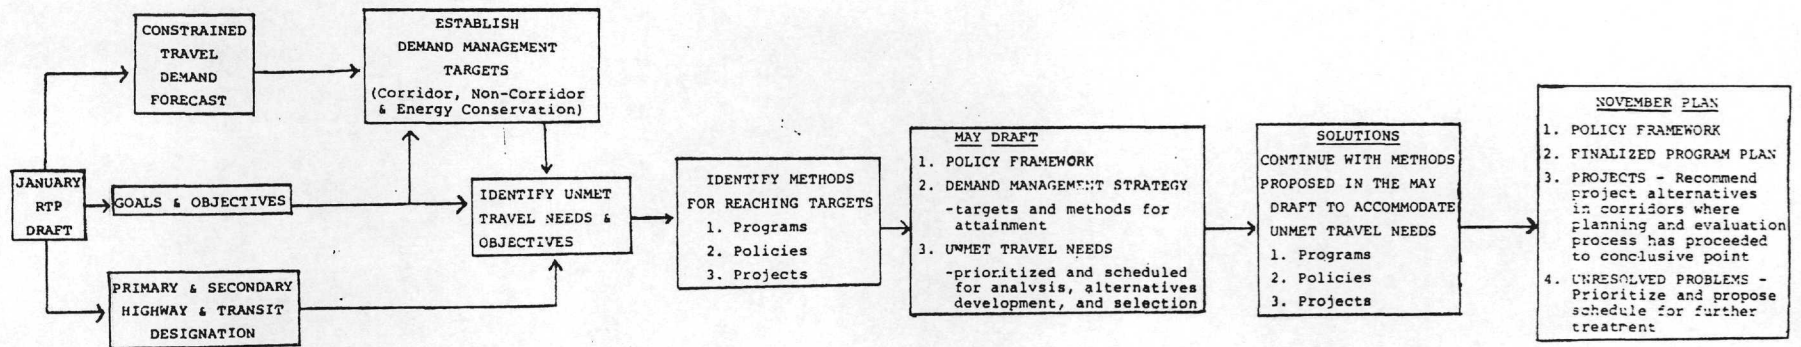 JANUARY
RTP
DRAFT
CONSTRAINED
TRAVEL
DEMAND
FORECAST
ESTABLISH
DEMAND MANAGEMENT
TARGETS
(Corridor, Non-Corridor
& Energy Conservation)
GOALS & OBJECTIVES
PRIMARY & SECONDARY
HIGHWAY & TRANSIT
DESIGNATION
IDENTIFY UNMET
TRAVEL NEEDS &
OBJECTIVES
IDENTIFY METHODS
FOR REACHING TARGETS
1. Programs
2. Policies
3. Projects
MAY DRAFT
1. POLICY FRAMEWORK
2. DEMAND MANAGEMENT STRATEGY
-targets and methods for
attainment
3. UNMET TRAVEL NEEDS
-prioritized and scheduled
for analysis, alternatives
development, and selection
SOLUTIONS
CONTINUE WITH METHODS
PROPOSED IN THE MAY
DRAFT TO ACCOMMODATE
UNMET TRAVEL NEEDS
1. Programs
2. Policies
3. Projects
NOVEMBER PLAN
1. POLICY FRAMEWORK
2. FINALIZED PROGRAM PLAN
3. PROJECTS - Recommend
project alternatives
in corridors where
planning and evaluation
process has proceeded
to conclusive point
4. UNRESOLVED PROBLEMS -
Prioritize and propose
schedule for further
treatment